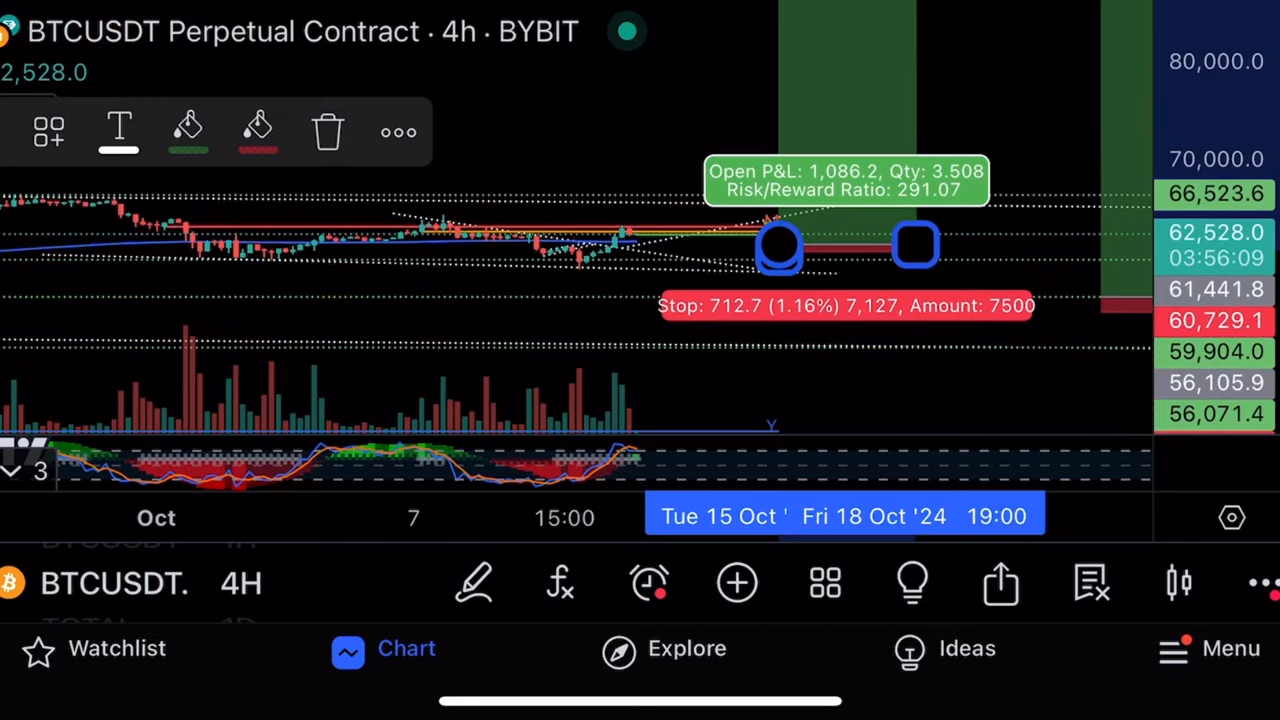 BTCUSDT Perpetual Contract · 4h · BYBIT
2,528.0
T
80,000.0
70,000.0
Open P&L: 1,086.2, Qty: 3.508
Risk/Reward Ratio: 291.07
66,523.6
62,528.0
03:56:09
61,441.8
Stop: 712.7 (1.16%) 7,127, Amount: 7500
60,729.1
59,904.0
56,105.9
56,071.4
Y
3
Oct
7
15:00
Tue 15 Oct '
Fri 18 Oct '24 19:00
BTCUSDT. 4H
Watchlist
Chart
Explore
Ideas
Menu